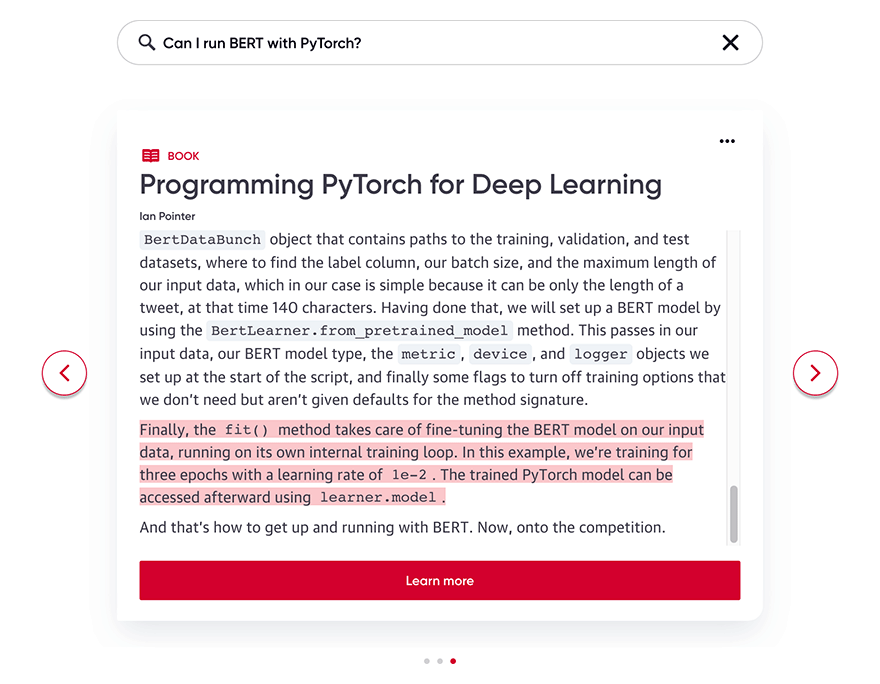 Can I run BERT with PyTorch?
BOOK
Programming PyTorch for Deep Learning
Ian Pointer
BertDataBunch object that contains paths to the training, validation, and test
datasets, where to find the label column, our batch size, and the maximum length of
our input data, which in our case is simple because it can be only the length of a
tweet, at that time 140 characters. Having done that, we will set up a BERT model by
using the BertLearner.from_pretrained_model method. This passes in our
input data, our BERT model type, the metric, device, and logger objects we
set up at the start of the script, and finally some flags to turn off training options that
we don’t need but aren’t given defaults for the method signature.
Finally, the fit() method takes care of fine-tuning the BERT model on our input
data, running on its own internal training loop. In this example, we’re training for
three epochs with a learning rate of 1e-2. The trained PyTorch model can be
accessed afterward using learner.model.
And that’s how to get up and running with BERT. Now, onto the competition.
Learn more